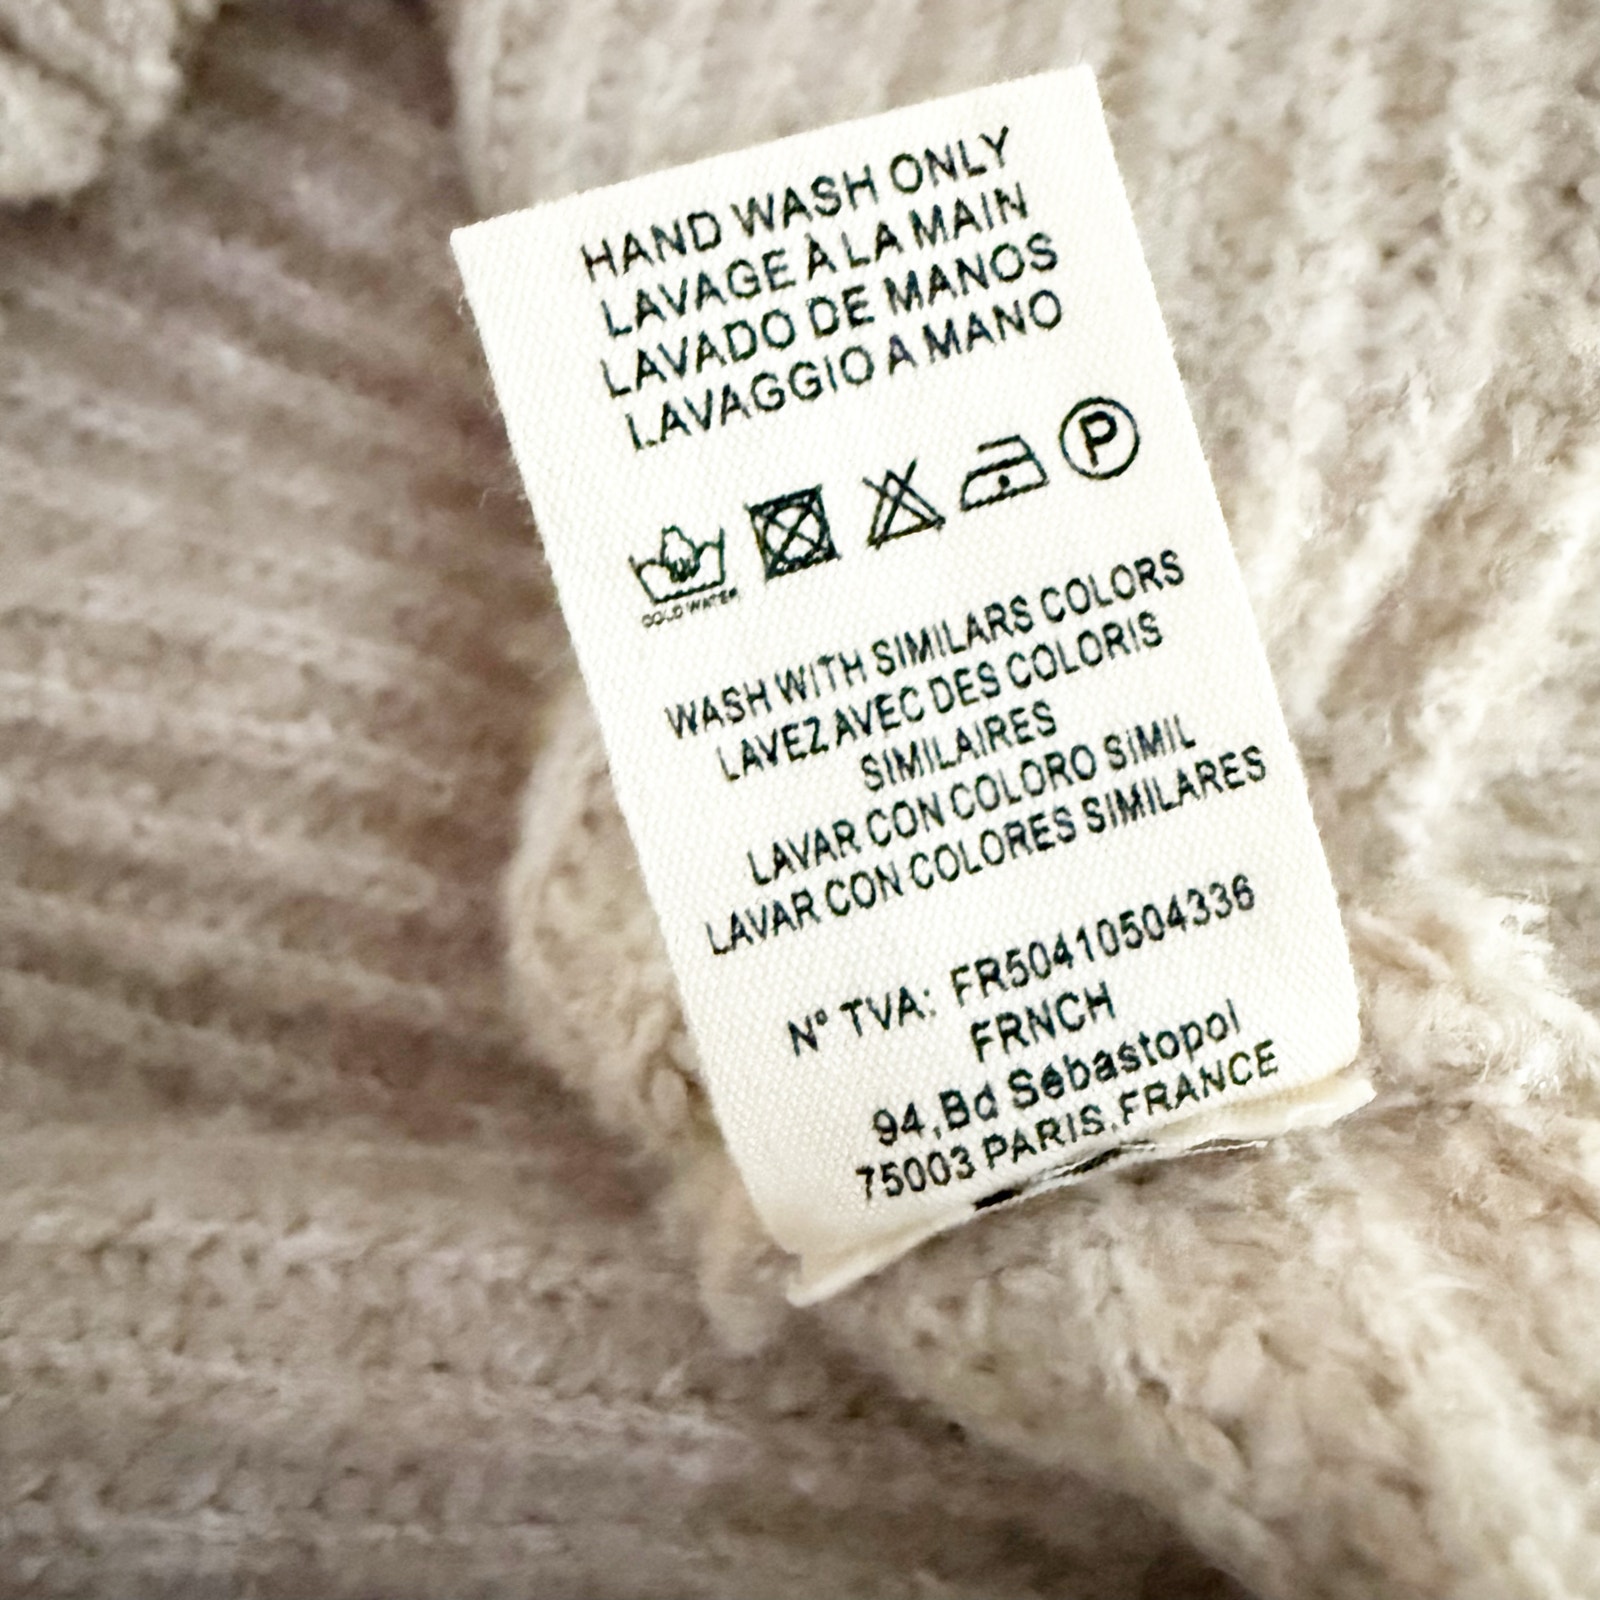 HAND WASH ONLY
LAVAGE À LA MAIN
LAVADO DE MANOS
LAVAGGIO A MANO
P
COLD WATER
WASH WITH SIMILARS COLORS
LAVEZ AVEC DES COLORIS
SIMILAIRES
LAVAR CON COLORO SIMIL
LAVAR CON COLORES SIMILARES
N° TVA: FR50410504336
FRNCH
94,Bd Sébastopol
75003 PARIS.FRANCE